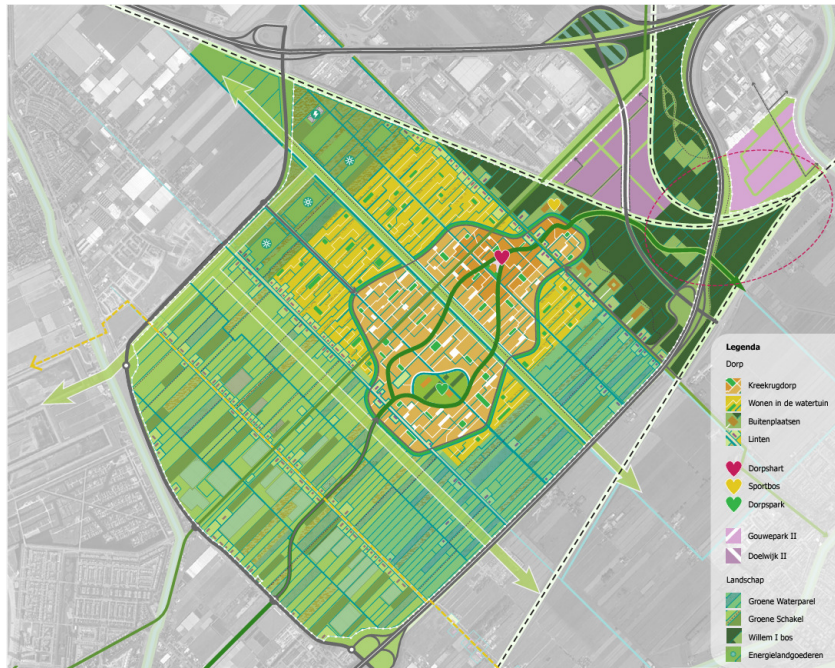 Legenda
Dorp
Kreekrugdorp
Wonen in de watertuin
Buitenplaatsen
Linten
Dorpshart
Sportbos
Dorpspark
Gouwepark II
Doelwijk II
Landschap
Groene Waterparel
Groene Schakel
Willem I bos
Energielandgoederen